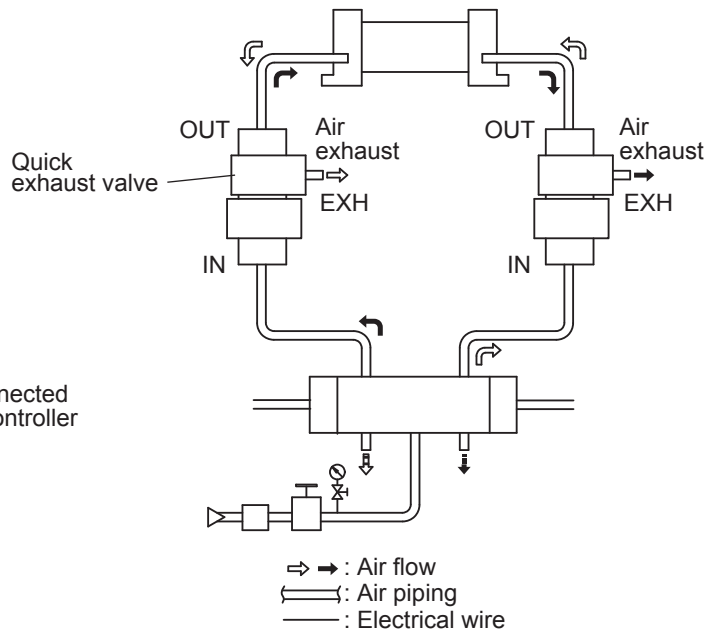 OUT
Air
exhaust
Quick
exhaust valve
EXH
IN
OUT
Air
exhaust
EXH
IN
nected
ontroller
: Air flow
: Air piping
: Electrical wire